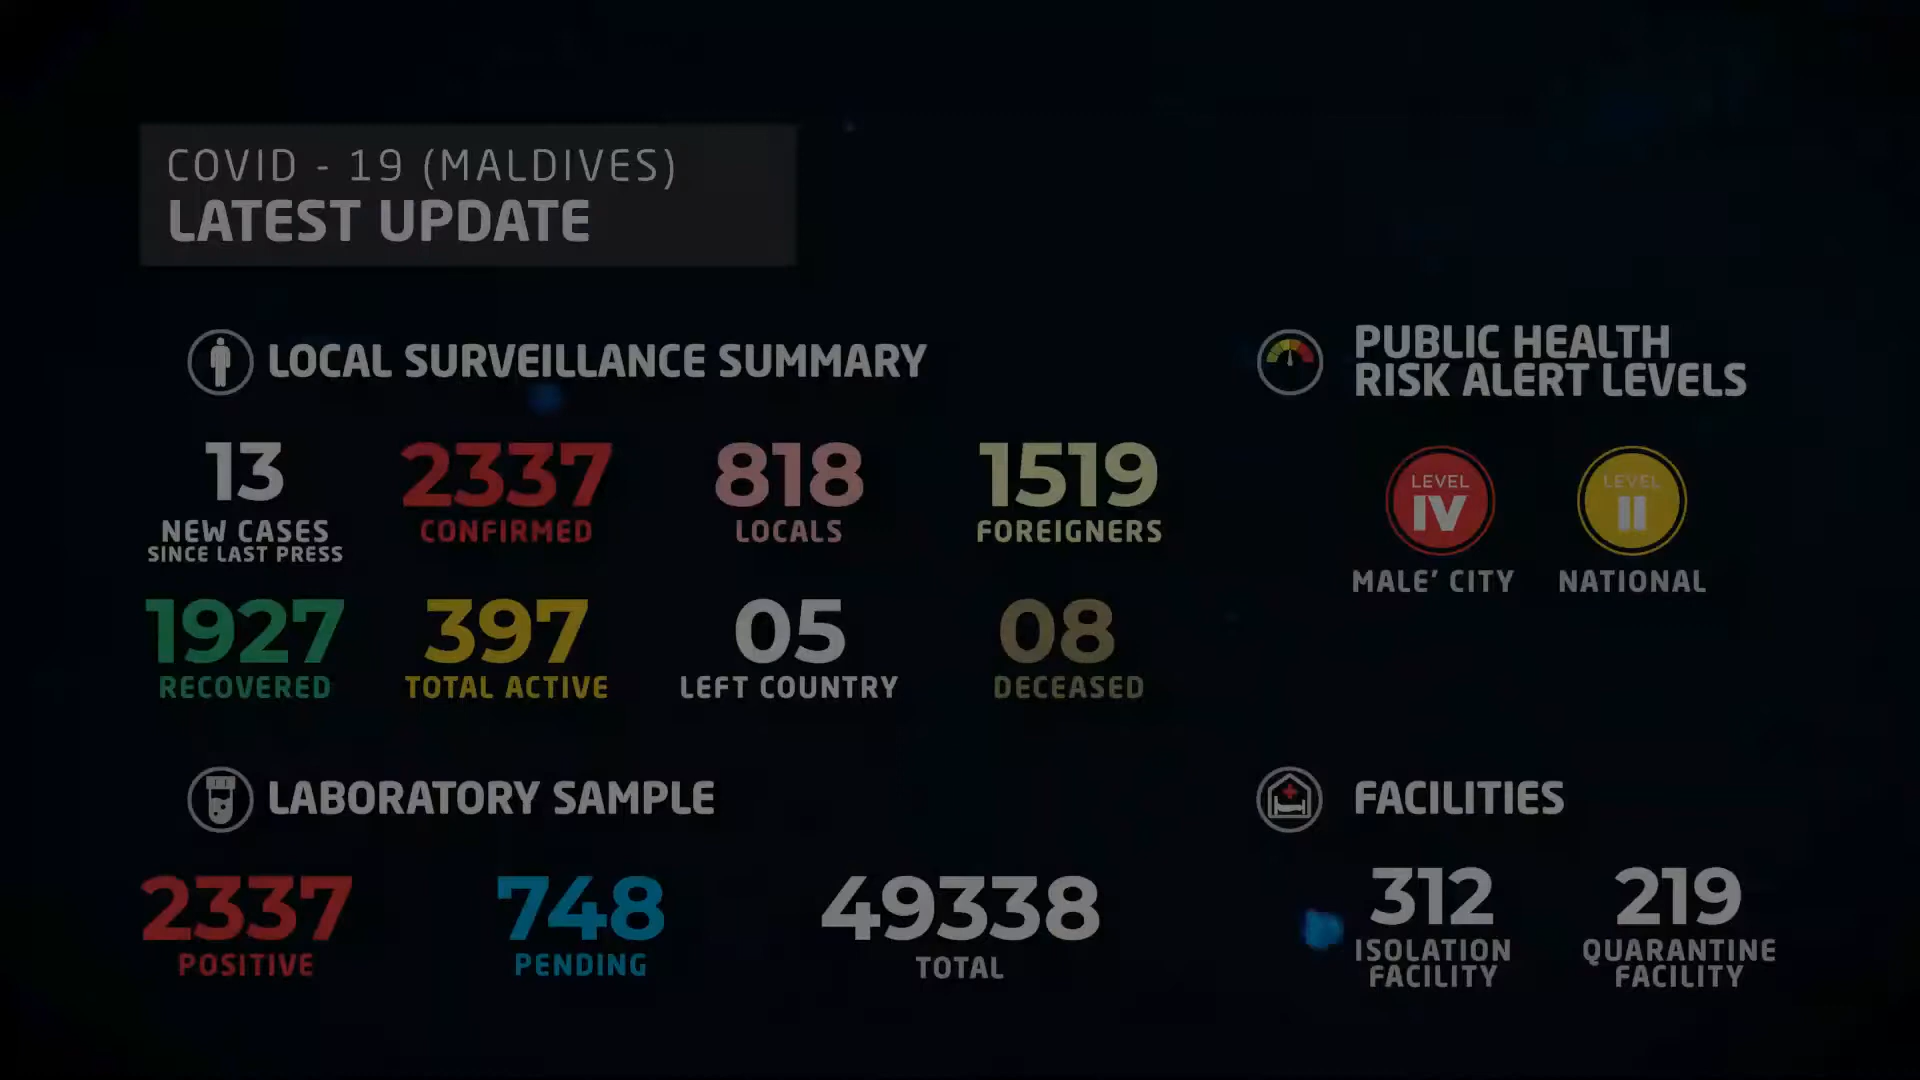 COVID - 19 (MALDIVES)
LATEST UPDATE
LOCAL SURVEILLANCE SUMMARY
13
NEW CASES
SINCE LAST PRESS
2337
CONFIRMED
818
LOCALS
1519
FOREIGNERS
1927
RECOVERED
397
TOTAL ACTIVE
05
LEFT COUNTRY
08
DECEASED
PUBLIC HEALTH
RISK ALERT LEVELS
LEVEL
IV
MALE' CITY
LEVEL
II
NATIONAL
LABORATORY SAMPLE
2337
POSITIVE
748
PENDING
49338
TOTAL
FACILITIES
312
ISOLATION
FACILITY
219
QUARANTINE
FACILITY